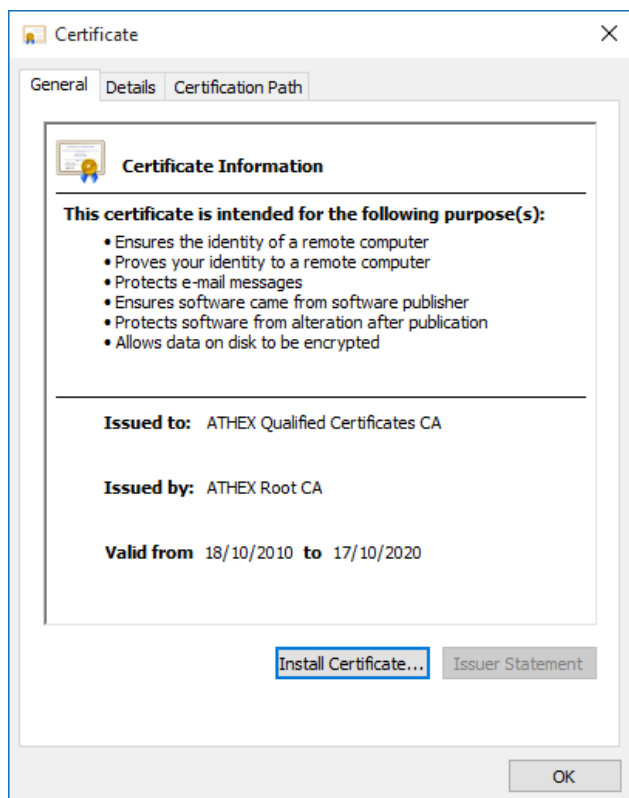 Certificate
General Details Certification Path
Certificate Information
This certificate is intended for the following purpose(s):
• Ensures the identity of a remote computer
• Proves your identity to a remote computer
• Protects e-mail messages
• Ensures software came from software publisher
• Protects software from alteration after publication
• Allows data on disk to be encrypted
Issued to: ATHEX Qualified Certificates CA
Issued by: ATHEX Root CA
Valid from 18/10/2010 to 17/10/2020
Install Certificate... Issuer Statement
OK